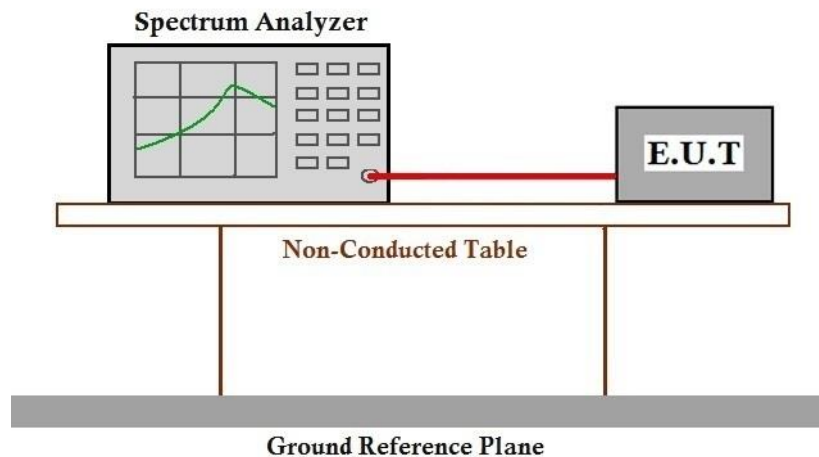 Spectrum Analyzer
E.U.T
Non-Conducted Table
Ground Reference Plane